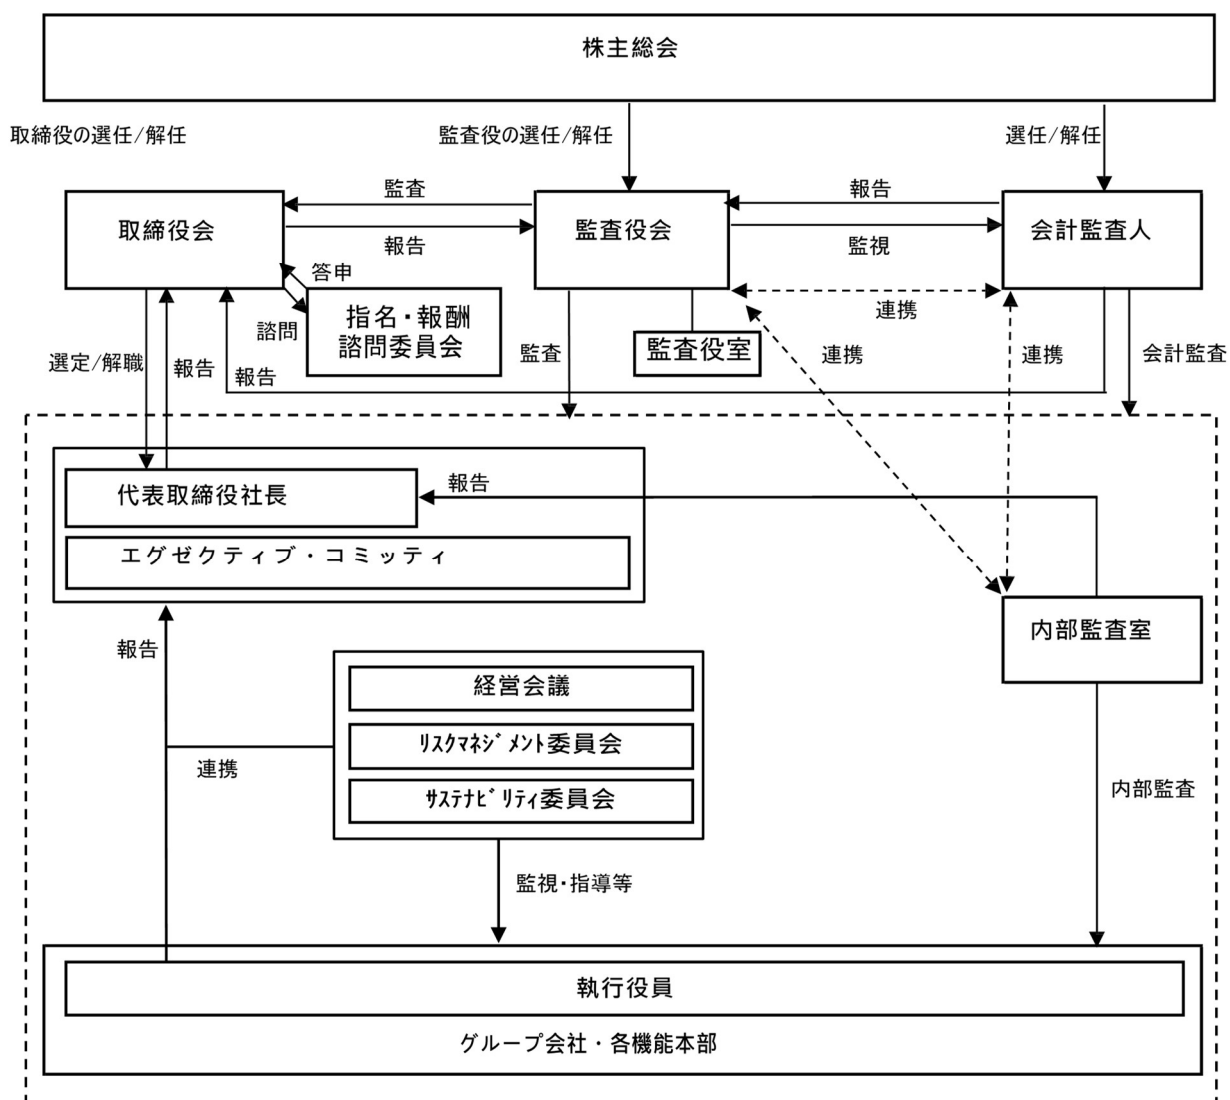 株主総会
取締役の選任/解任
監査役の選任/解任
選任/解任
取締役会
監査
報告
監査役会
報告
監視
会計監査人
答申
諮問
指名・報酬
諮問委員会
監査役室
連携
選定/解職
報告
報告
監査
連携
連携
会計監査
代表取締役社長
報告
エグゼクティブ・コミッティ
内部監査室
報告
経営会議
リスクマネジメント委員会
サステナビリティ委員会
連携
内部監査
監視・指導等
執行役員
グループ会社・各機能本部